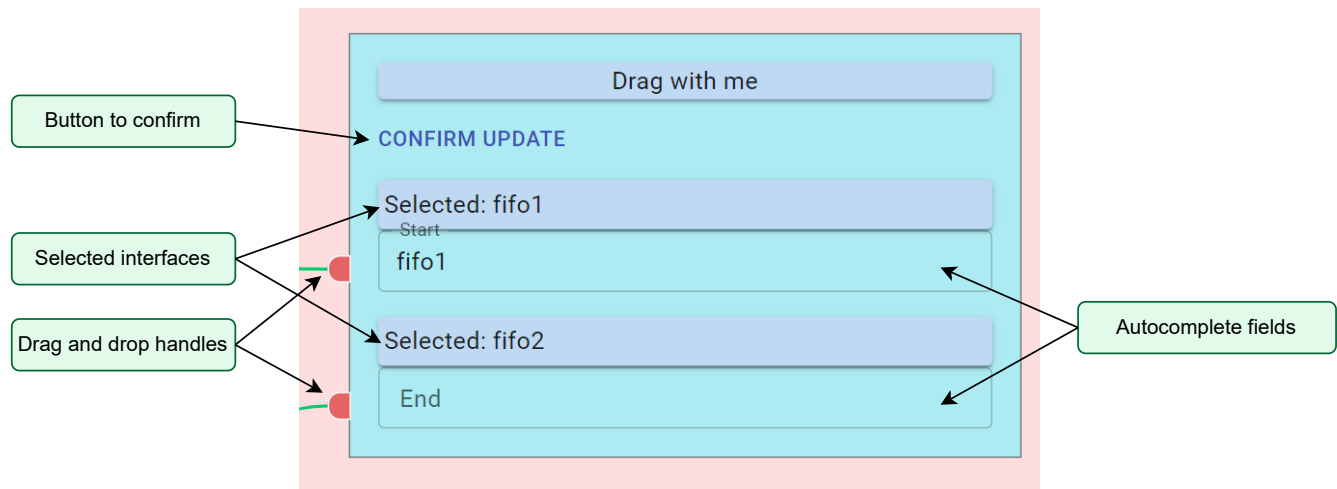 Drag with me
Button to confirm
CONFIRM UPDATE
Selected: fifo1
Start
Selected interfaces
fifo1
Drag and drop handles
Autocomplete fields
Selected: fifo2
End